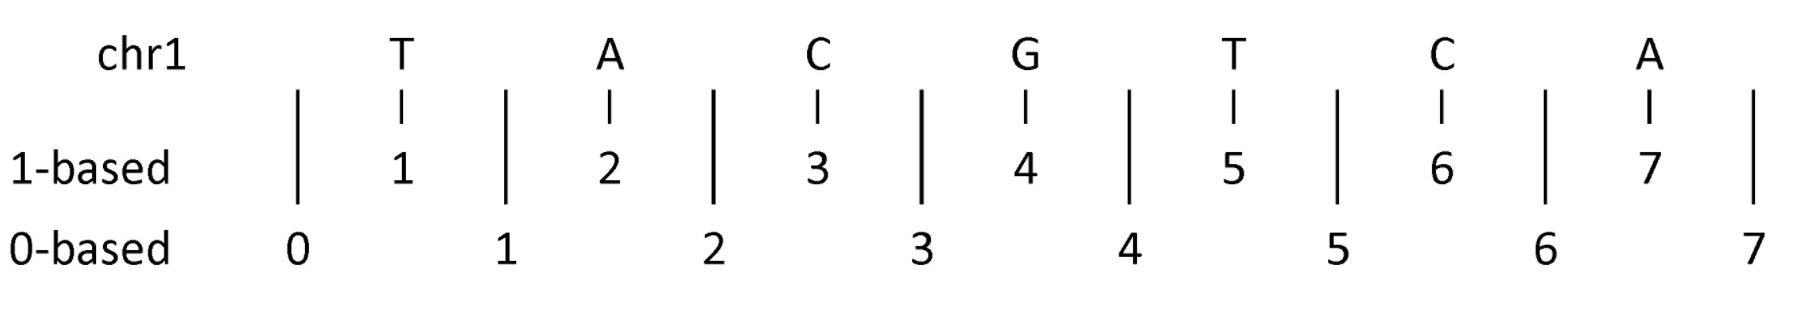 chr1 T A C G T C A
1-based 1 2 3 4 5 6 7
0-based 0 1 2 3 4 5 6 7